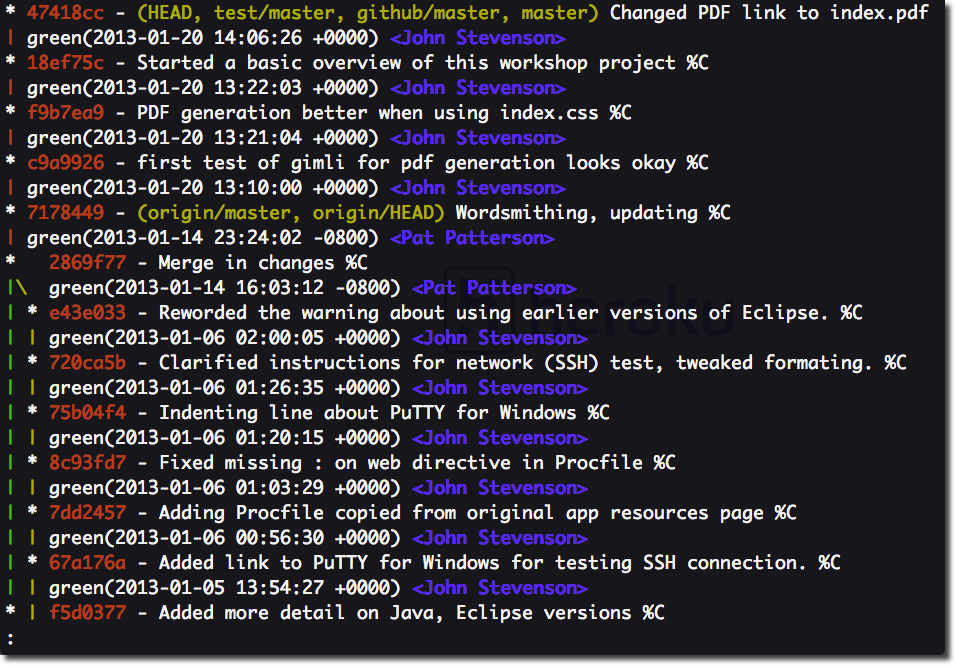 * 47418cc - (HEAD, test/master, github/master, master) Changed PDF link to index.pdf
| green(2013-01-20 14:06:26 +0000) <John Stevenson>
* 18ef75c - Started a basic overview of this workshop project %C
| green(2013-01-20 13:22:03 +0000) <John Stevenson>
* f9b7ea9 - PDF generation better when using index.css %C
| green(2013-01-20 13:21:04 +0000) <John Stevenson>
* c9a9926 - first test of gimli for pdf generation looks okay %C
| green(2013-01-20 13:10:00 +0000) <John Stevenson>
* 7178449 - (origin/master, origin/HEAD) Wordsmithing, updating %C
| green(2013-01-14 23:24:02 -0800) <Pat Patterson>
*   2869f77 - Merge in changes %C
|\  green(2013-01-14 16:03:12 -0800) <Pat Patterson>
| * e43e033 - Reworded the warning about using earlier versions of Eclipse. %C
| | green(2013-01-06 02:00:05 +0000) <John Stevenson>
| * 720ca5b - Clarified instructions for network (SSH) test, tweaked formating. %C
| | green(2013-01-06 01:26:35 +0000) <John Stevenson>
| * 75b04f4 - Indenting line about PuTTY for Windows %C
| | green(2013-01-06 01:20:15 +0000) <John Stevenson>
| * 8c93fd7 - Fixed missing : on web directive in Procfile %C
| | green(2013-01-06 01:03:29 +0000) <John Stevenson>
| * 7dd2457 - Adding Procfile copied from original app resources page %C
| | green(2013-01-06 00:56:30 +0000) <John Stevenson>
| * 67a176a - Added link to PuTTY for Windows for testing SSH connection. %C
| | green(2013-01-05 13:54:27 +0000) <John Stevenson>
* | f5d0377 - Added more detail on Java, Eclipse versions %C
:
heroku